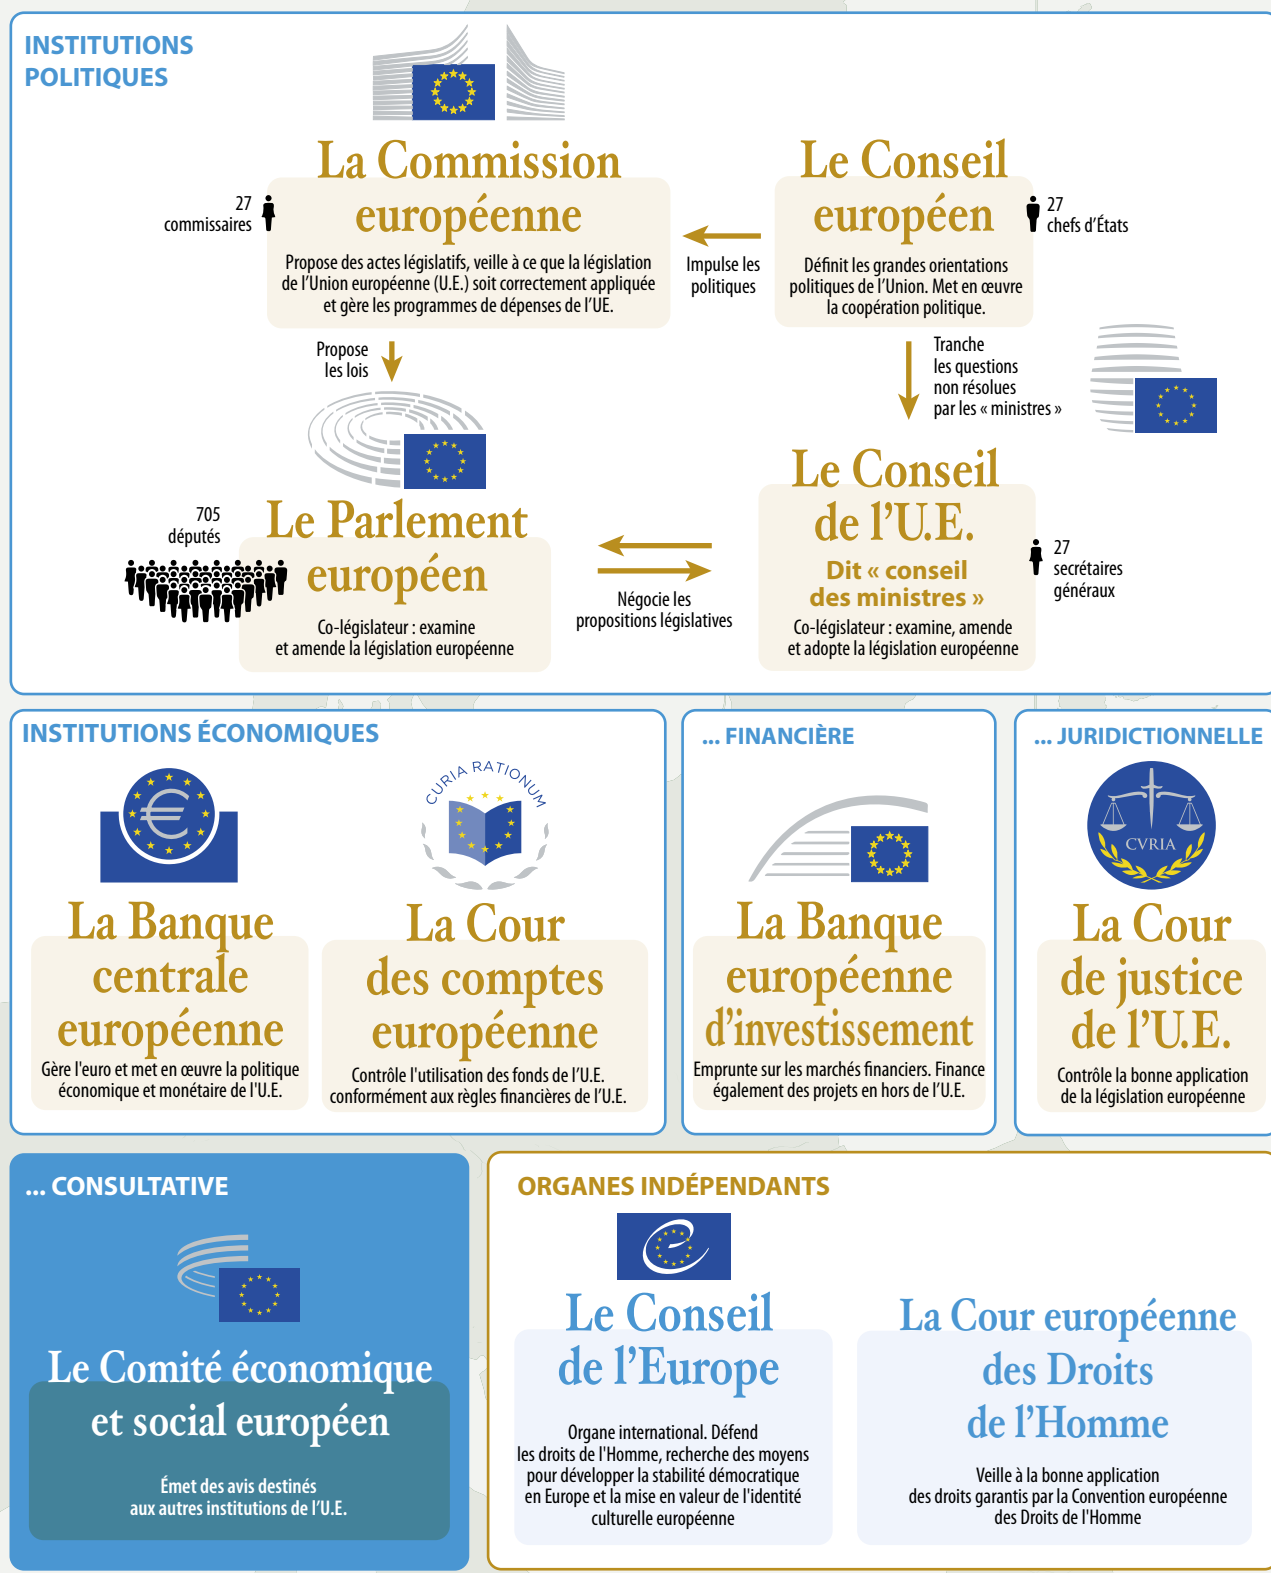 INSTITUTIONS
POLITIQUES
La Commission
européenne
27
commissaires
Propose des actes législatifs, veille à ce que la législation
de l'Union européenne (U.E.) soit correctement appliquée
et gère les programmes de dépenses de l'UE.
Impulse les
politiques
Le Conseil
européen
27
chefs d'États
Définit les grandes orientations
politiques de l'Union. Met en œuvre
la coopération politique.
Propose
les lois
Tranche
les questions
non résolues
par les « ministres »
705
députés
Le Parlement
européen
Co-législateur : examine
et amende la législation européenne
Négocie les
propositions législatives
Le Conseil
de l'U.E.
Dit « conseil
des ministres »
27
secrétaires
généraux
Co-législateur : examine, amende
et adopte la législation européenne
INSTITUTIONS ÉCONOMIQUES
€
La Banque
centrale
européenne
Gère l'euro et met en œuvre la politique
économique et monétaire de l'U.E.
CURIA RATIONUM
La Cour
des comptes
européenne
Contrôle l'utilisation des fonds de l'U.E.
conformément aux règles financières de l'U.E.
... FINANCIÈRE
La Banque
européenne
d'investissement
Emprunte sur les marchés financiers. Finance
également des projets en hors de l'U.E.
... JURIDICTIONNELLE
CVRIA
La Cour
de justice
de l'U.E.
Contrôle la bonne application
de la législation européenne
... CONSULTATIVE
Le Comité économique
et social européen
Émet des avis destinés
aux autres institutions de l'U.E.
ORGANES INDÉPENDANTS
Le Conseil
de l'Europe
Organe international. Défend
les droits de l'Homme, recherche des moyens
pour développer la stabilité démocratique
en Europe et la mise en valeur de l'identité
culturelle européenne
La Cour européenne
des Droits
de l'Homme
Veille à la bonne application
des droits garantis par la Convention européenne
des Droits de l'Homme